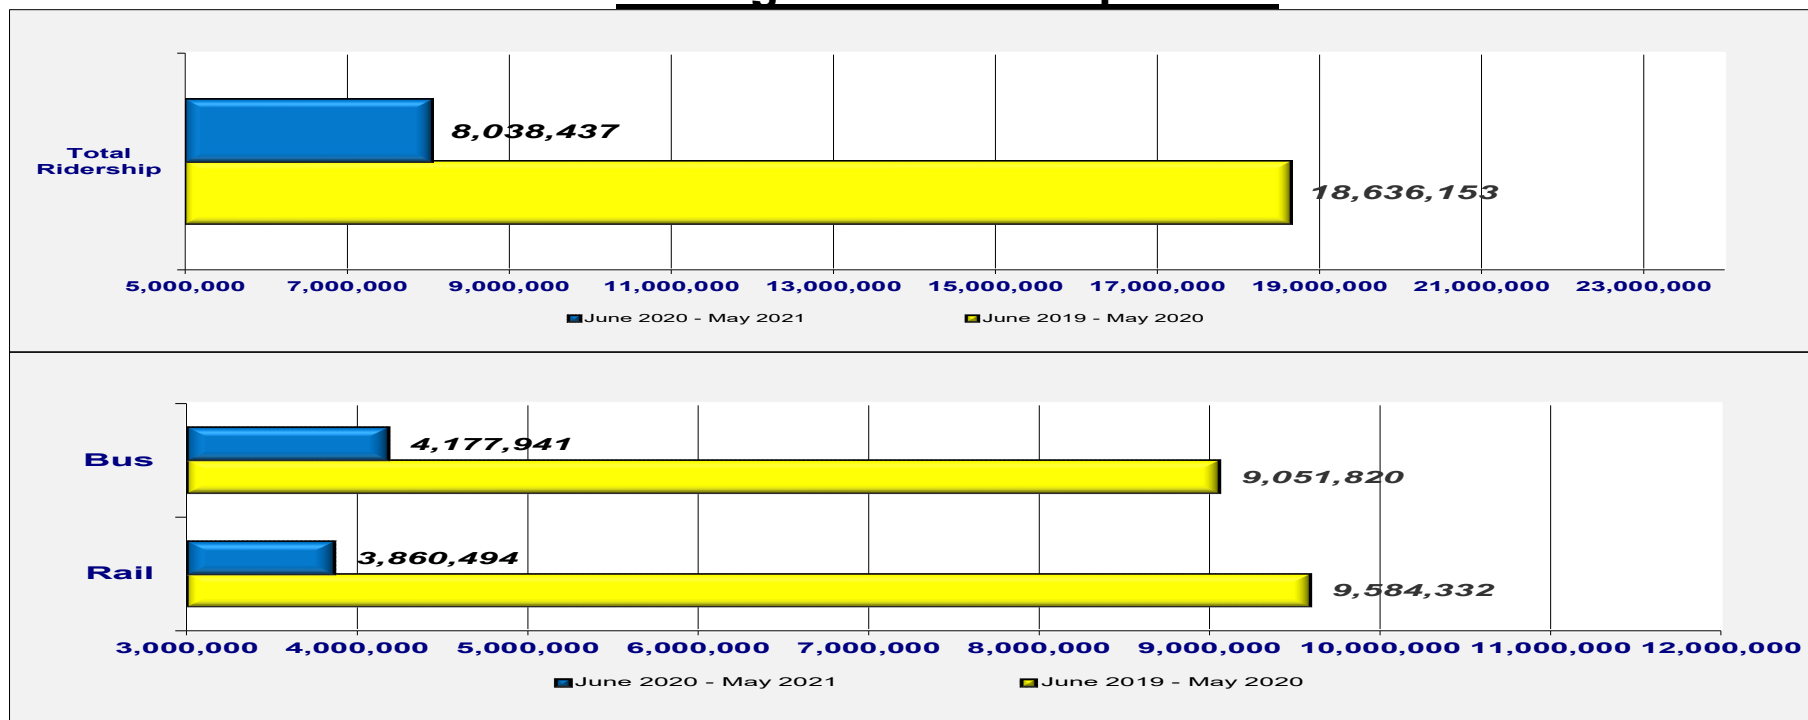 8,038,437
Total
Ridership
18,636,153
5,000,000 7,000,000 9,000,000 11,000,000 13,000,000 15,000,000 17,000,000 19,000,000 21,000,000 23,000,000
June 2020 - May 2021 June 2019 - May 2020
4,177,941
Bus
9,051,820
3,860,494
Rail
9,584,332
3,000,000 4,000,000 5,000,000 6,000,000 7,000,000 8,000,000 9,000,000 10,000,000 11,000,000 12,000,000
June 2020 - May 2021 June 2019 - May 2020